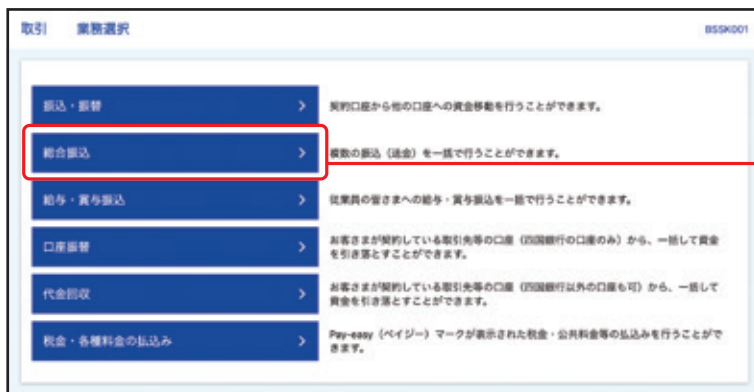 取引 業務選択 BSSK001
振込・振替 契約口座から他の口座への資金移動を行うことができます。
総合振込 複数の振込（送金）を一括で行うことができます。
給与・賞与振込 従業員の皆さまへの給与・賞与振込を一括で行うことができます。
口座振替 お客さまが契約している取引先等の口座（四国銀行の口座のみ）から、一括して資金
を引き落とすことができます。
代金回収 お客さまが契約している取引先等の口座（四国銀行以外の口座も可）から、一括して
資金を引き落とすことができます。
税金・各種料金の払込み Pay-easy（ペイジー）マークが表示された税金・公共料金等の払込みを行うことがで
きます。